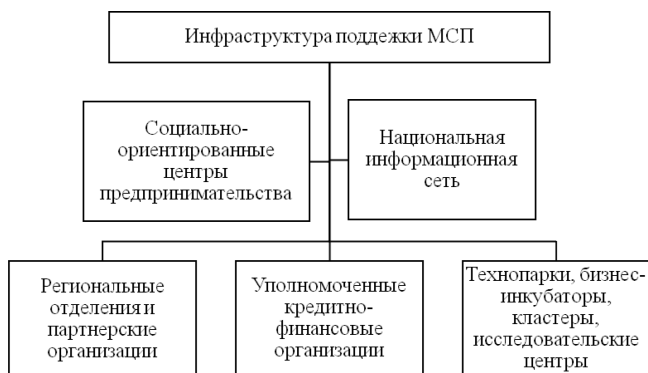 Инфраструктура поддежки МСП
Социально-
ориентированные
центры
предпринимательства
Национальная
информационная
сеть
Региональные
отделения и
партнерские
организации
Уполномоченные
кредитно-
финансовые
организации
Технопарки, бизнес-
инкубаторы,
кластеры,
исследовательские
центры